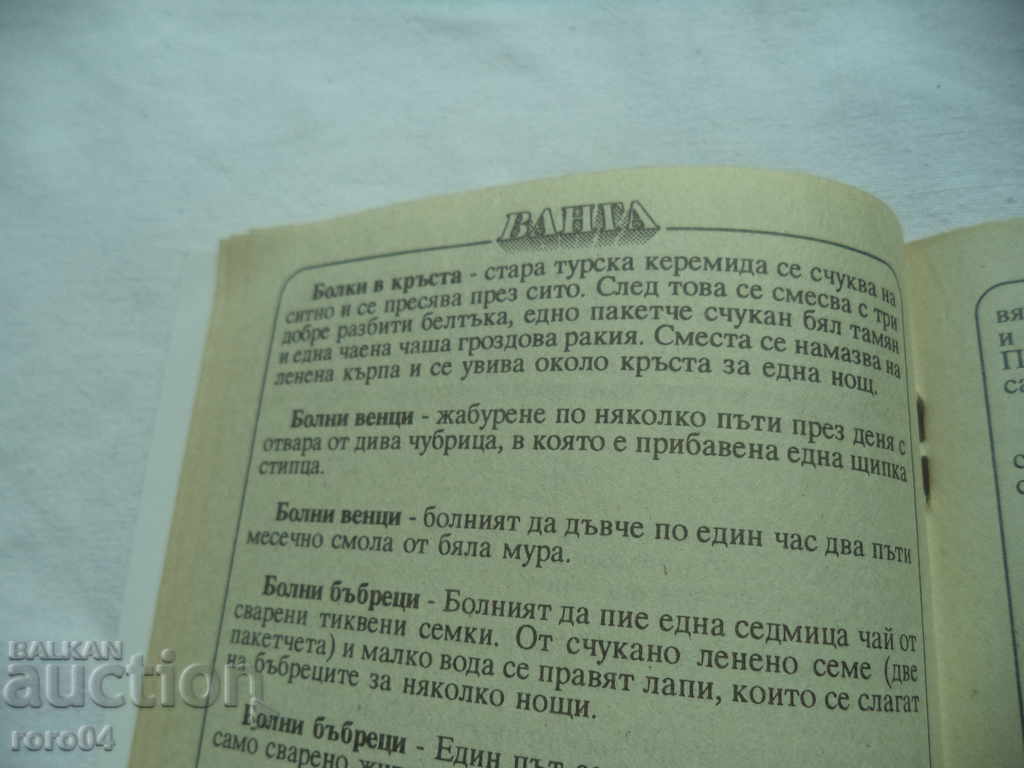 ВАНГА
Болки в кръста - стара турска керемида се счуква на
ситно и се пресява през сито. След това се смесва с три
добре разбити белтъка, едно пакетче счукан бял тамян
и една чаена чаша гроздова ракия. Сместа се намазва на
ленена кърпа и се увива около кръста за една нощ.
Болни венци - жабурене по няколко пъти през деня с
отвара от дива чубрица, в която е прибавена една щипка
стипца.
Болни венци - болният да дъвче по един час два пъти
месечно смола от бяла мура.
Болни бъбреци - Болният да пие една седмица чай от
сварени тиквени семки. От счукано ленено семе (две
пакетчета) и малко вода се правят лапи, които се слагат
на бъбреците за няколко нощи.
Болни бъбреци - Един път
само сварено
вя
и
П
са
с
с
BALKAN
auction
roro04